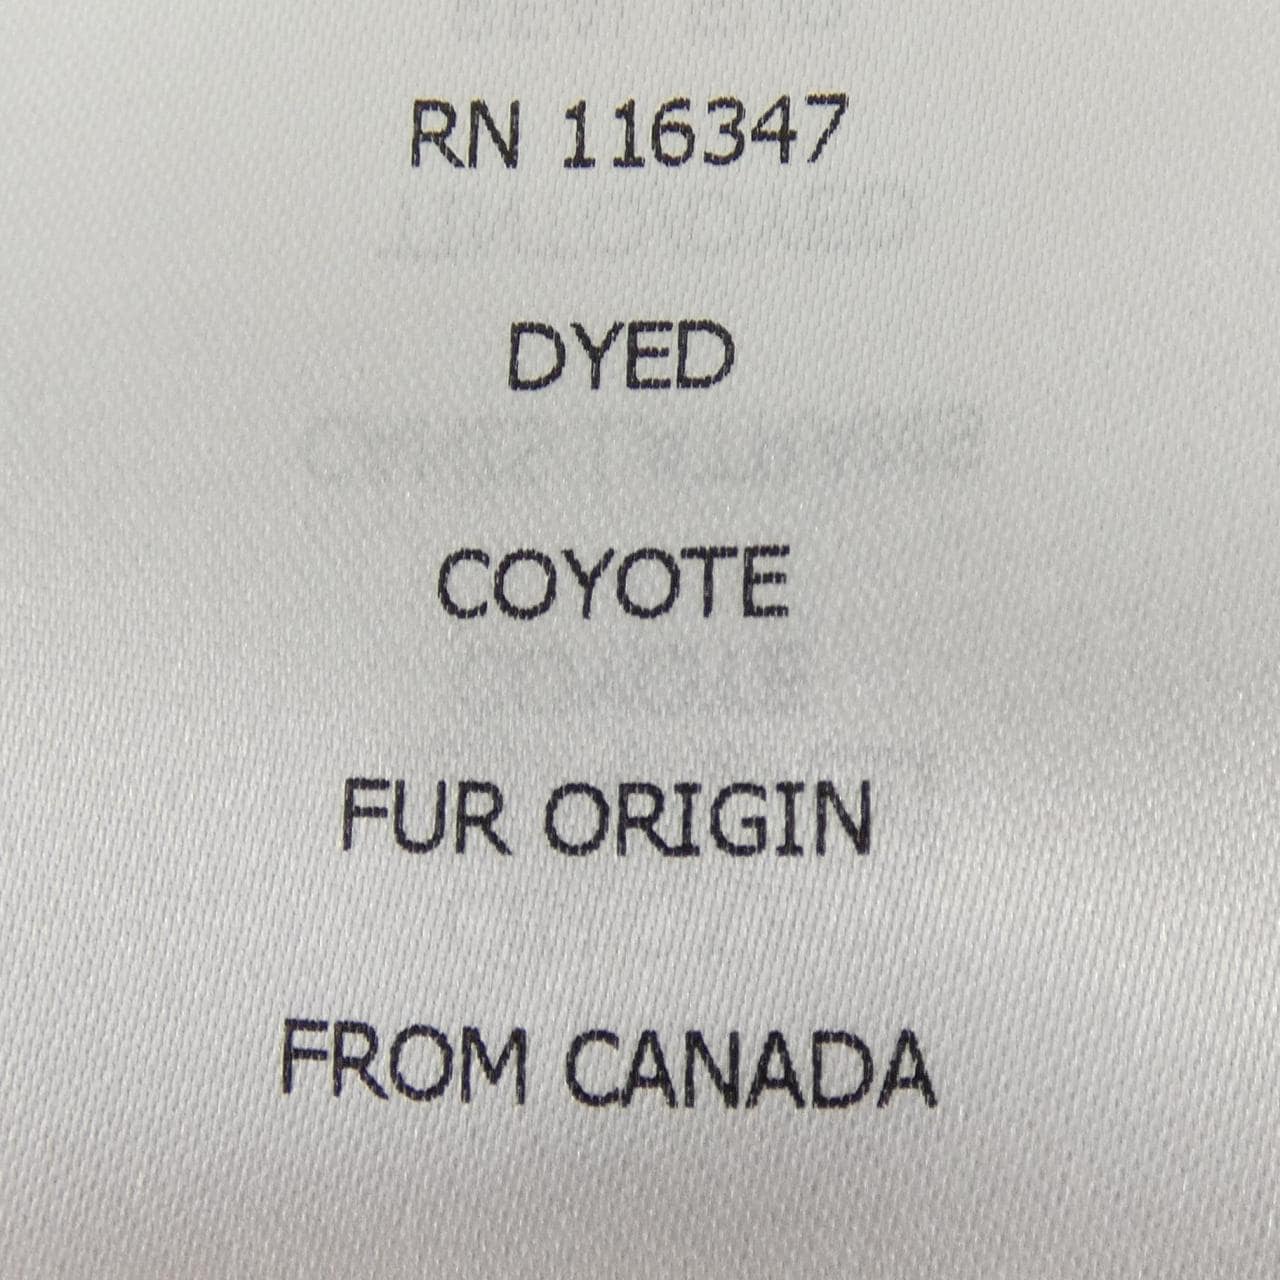 RN 116347
DYED
COYOTE
FUR ORIGIN
FROM CANADA